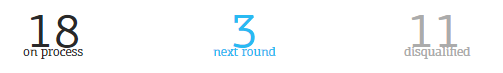 18 3 11
on process next round disqualified